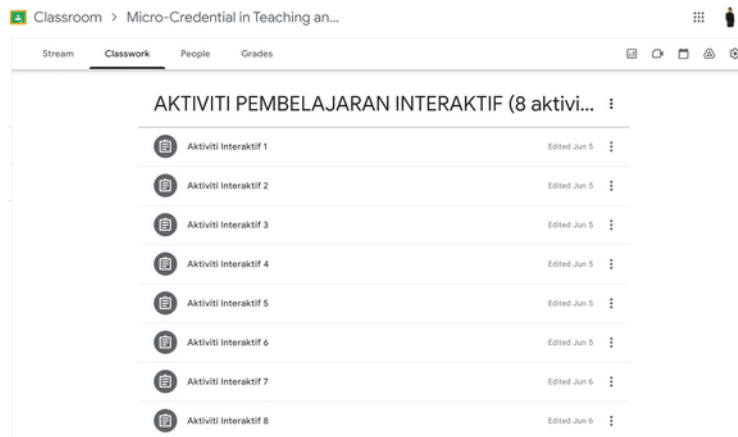 Classroom > Micro-Credential in Teaching an...
Stream Classwork People Grades
AKTIVITI PEMBELAJARAN INTERAKTIF (8 aktivi...
Aktiviti Interaktif 1 Edited Jun 5
Aktiviti Interaktif 2 Edited Jun 5
Aktiviti Interaktif 3 Edited Jun 5
Aktiviti Interaktif 4 Edited Jun 5
Aktiviti Interaktif 5 Edited Jun 5
Aktiviti Interaktif 6 Edited Jun 5
Aktiviti Interaktif 7 Edited Jun 6
Aktiviti Interaktif 8 Edited Jun 6